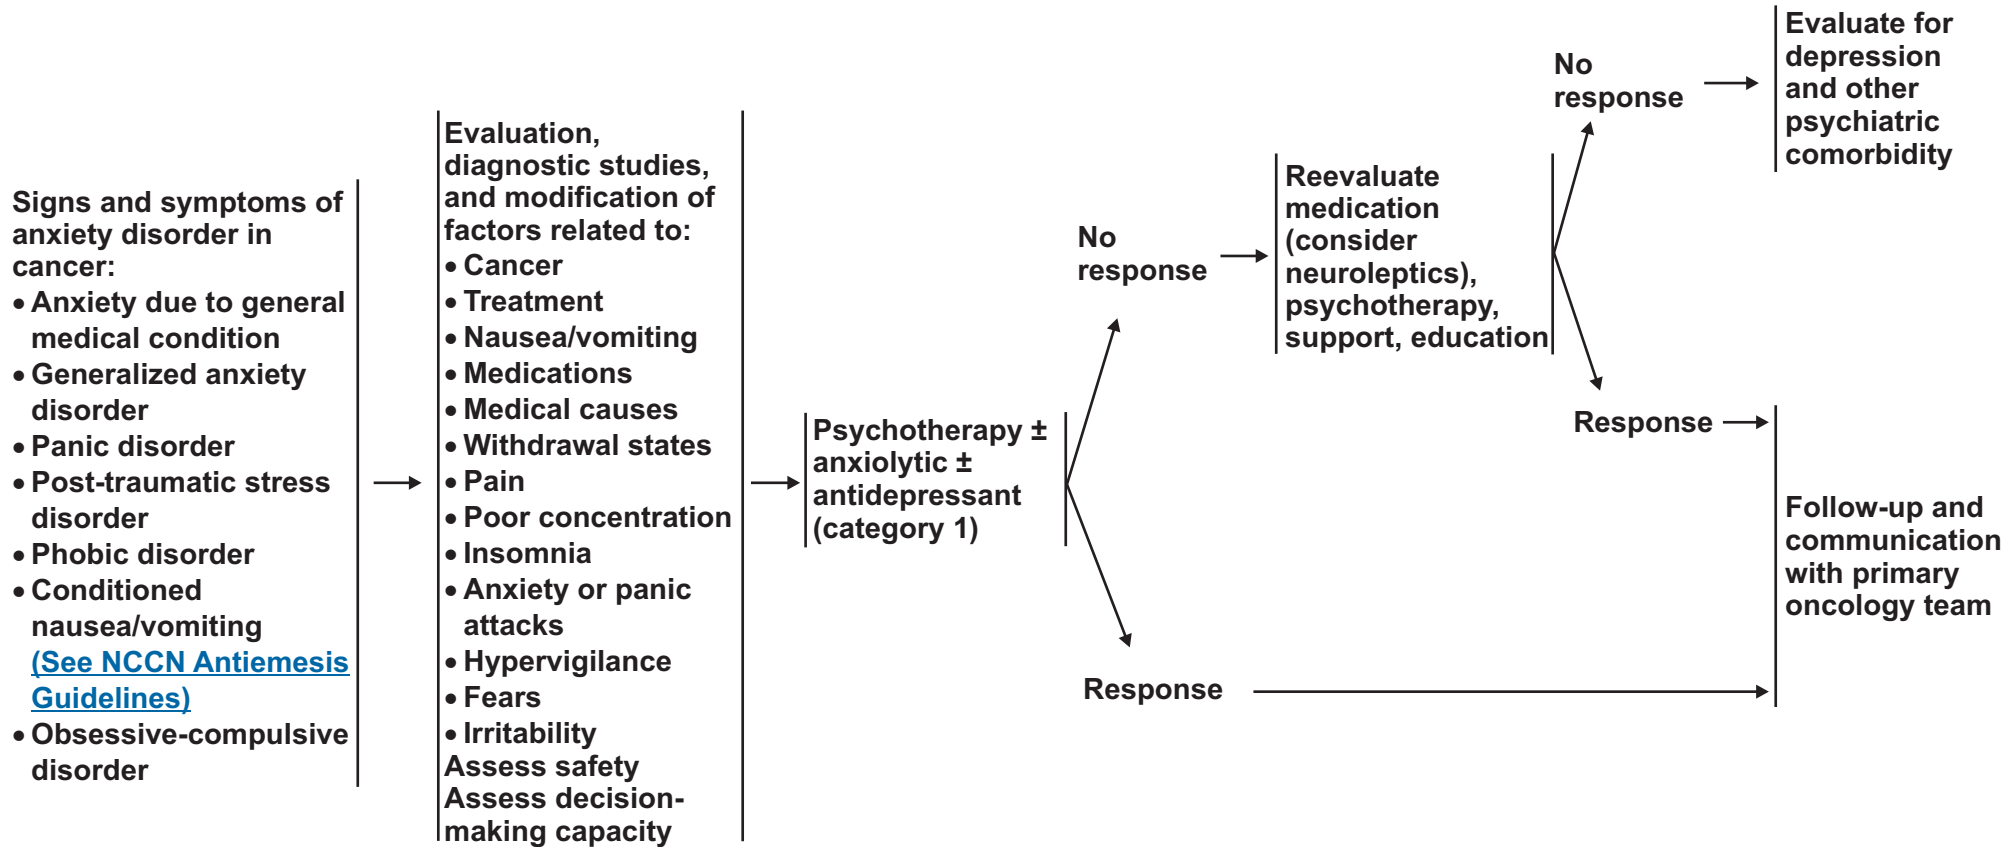 Signs and symptoms of
anxiety disorder in
cancer:
• Anxiety due to general
medical condition
• Generalized anxiety
disorder
• Panic disorder
• Post-traumatic stress
disorder
• Phobic disorder
• Conditioned
nausea/vomiting
(See NCCN Antiemesis
Guidelines)
• Obsessive-compulsive
disorder
Evaluation,
diagnostic studies,
and modification of
factors related to:
• Cancer
• Treatment
• Nausea/vomiting
• Medications
• Medical causes
• Withdrawal states
• Pain
• Poor concentration
• Insomnia
• Anxiety or panic
attacks
• Hypervigilance
• Fears
• Irritability
Assess safety
Assess decision-
making capacity
Psychotherapy ±
anxiolytic ±
antidepressant
(category 1)
No
response
Response
Reevaluate
medication
(consider
neuroleptics),
psychotherapy,
support, education
No
response
Response
Evaluate for
depression
and other
psychiatric
comorbidity
Follow-up and
communication
with primary
oncology team